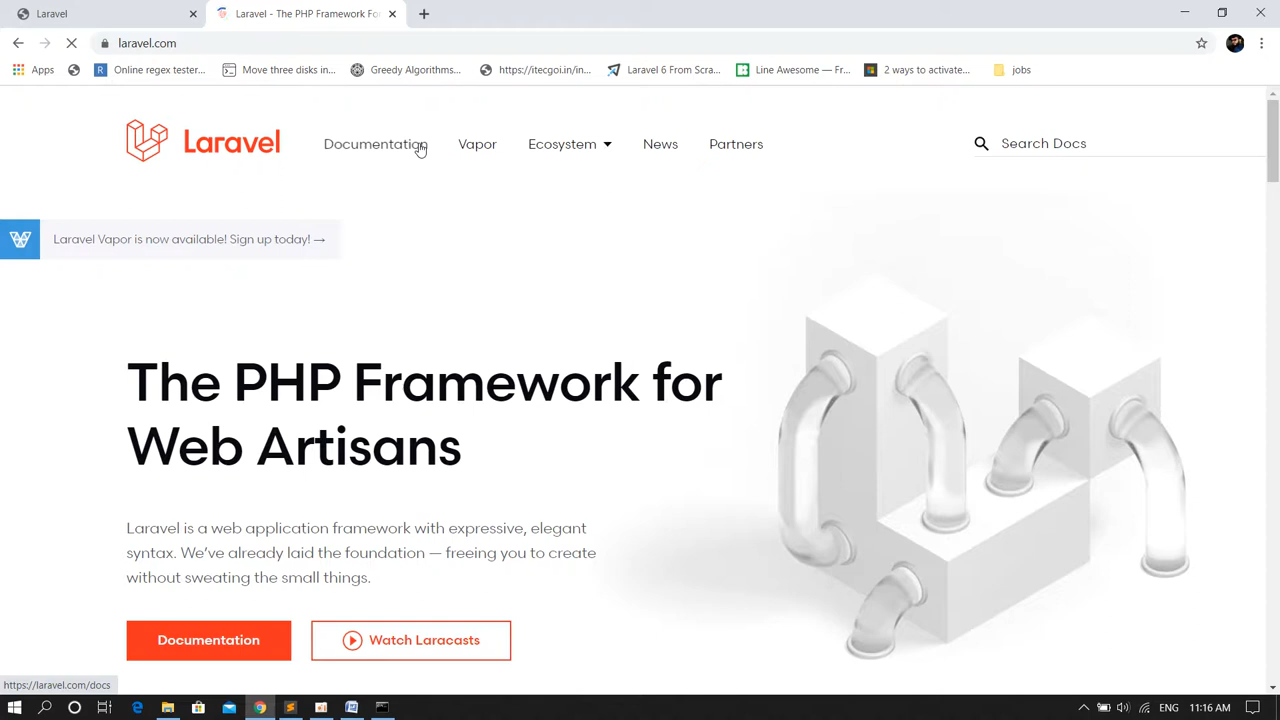 Laravel
Laravel - The PHP Framework Fo
laravel.com
Apps
Online regex tester...
Move three disks in...
Greedy Algorithms...
https://itecgoi.in/in...
Laravel 6 From Scra...
Line Awesome — Fr...
2 ways to activate...
jobs
Laravel
Documentation
Vapor
Ecosystem
News
Partners
Search Docs
Laravel Vapor is now available! Sign up today! →
The PHP Framework for
Web Artisans
Laravel is a web application framework with expressive, elegant
syntax. We've already laid the foundation — freeing you to create
without sweating the small things.
Documentation
Watch Laracasts
https://laravel.com/docs
ENG
11:16 AM